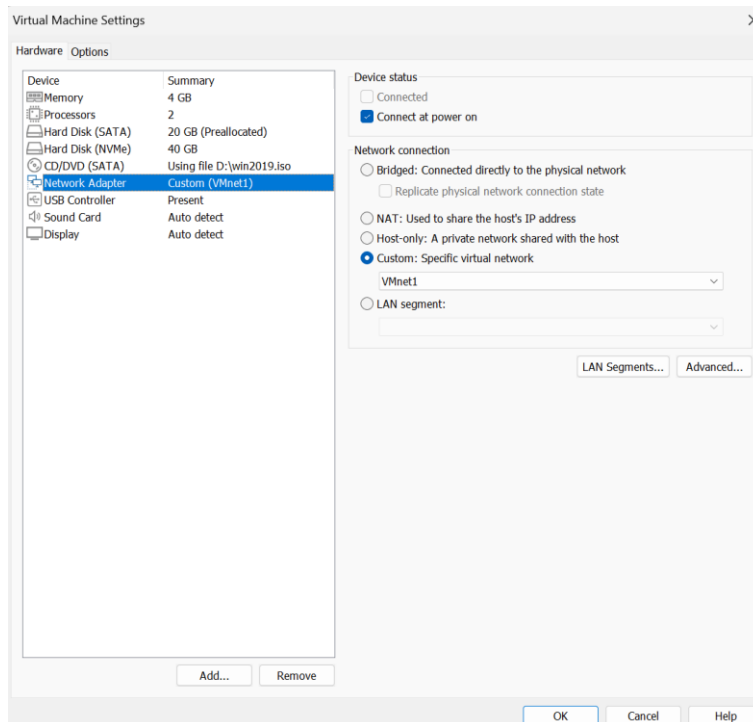 Virtual Machine Settings
Hardware Options
Device Summary
Memory 4 GB
Processors 2
Hard Disk (SATA) 20 GB (Preallocated)
Hard Disk (NVMe) 40 GB
CD/DVD (SATA) Using file D:\win2019.iso
Network Adapter Custom (VMnet1)
USB Controller Present
Sound Card Auto detect
Display Auto detect
Add... Remove
Device status
Connected
Connect at power on
Network connection
Bridged: Connected directly to the physical network
Replicate physical network connection state
NAT: Used to share the host's IP address
Host-only: A private network shared with the host
Custom: Specific virtual network
VMnet1
LAN segment:
LAN Segments... Advanced...
OK Cancel Help